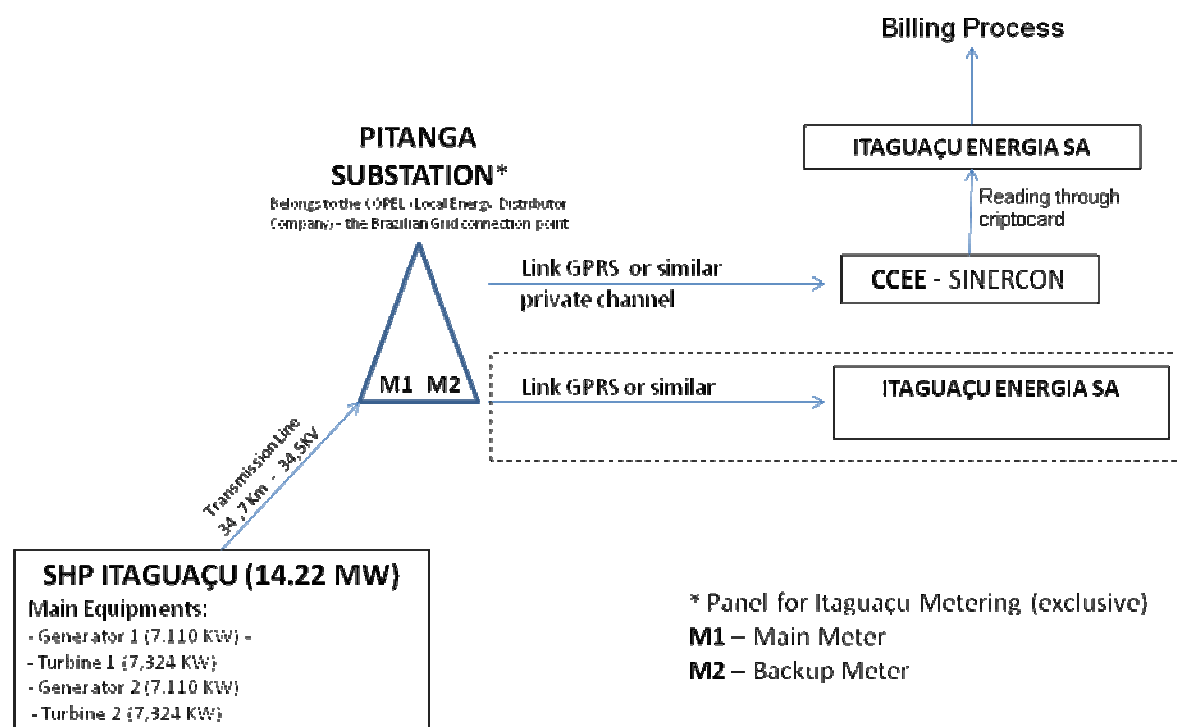 Billing Process
ITAGUAÇU ENERGIA SA
Reading through
criptocard
CCEE - SINERCON
PITANGA
SUBSTATION*
Belongs to the COPEL (Local Energy Distributor
Company) - the Brazilian Grid connection point
Link GPRS or similar
private channel
M1 M2
Link GPRS or similar
ITAGUAÇU ENERGIA SA
Transmission Line
34,7Km - 34,5KV
SHP ITAGUAÇU (14.22 MW)
Main Equipments:
- Generator 1 (7.110 KW) -
- Turbine 1 (7,324 KW)
- Generator 2 (7.110 KW)
- Turbine 2 (7,324 KW)
* Panel for Itaguaçu Metering (exclusive)
M1 – Main Meter
M2 – Backup Meter